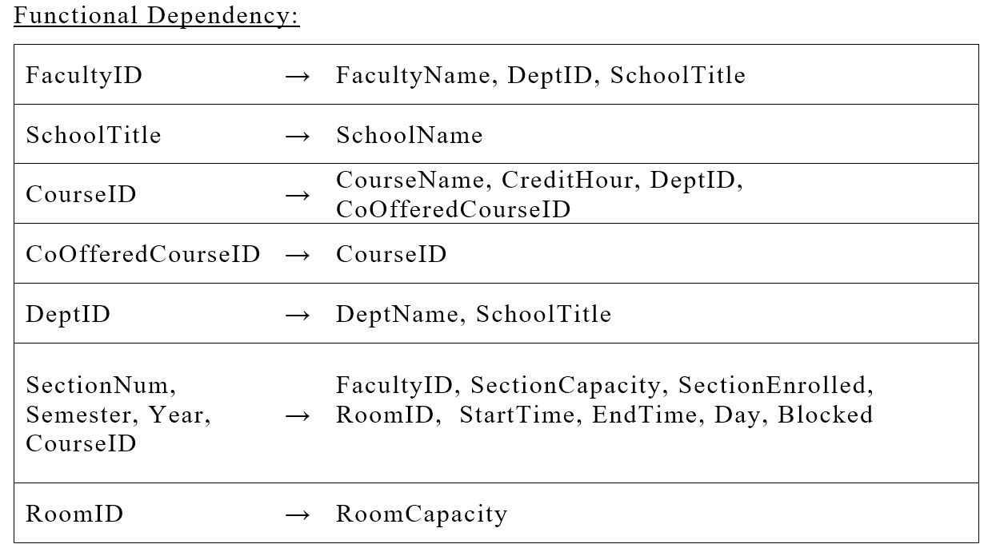 Functional Dependency:
FacultyID → FacultyName, DeptID, SchoolTitle
SchoolTitle → SchoolName
CourseID → CourseName, CreditHour, DeptID,
CoOfferedCourseID
CoOfferedCourseID → CourseID
DeptID → DeptName, SchoolTitle
SectionNum,
Semester, Year,
CourseID
→
FacultyID, SectionCapacity, SectionEnrolled,
RoomID, StartTime, EndTime, Day, Blocked
RoomID → RoomCapacity